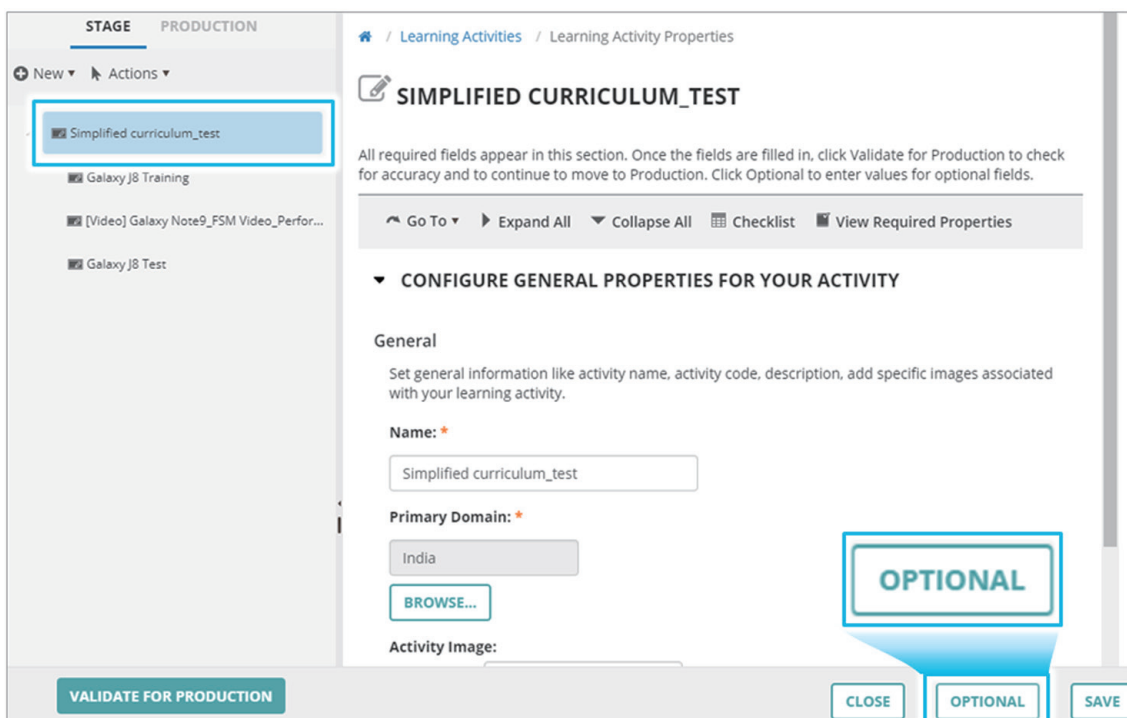 STAGE PRODUCTION
New Actions
Simplified curriculum_test
Galaxy J8 Training
[Video] Galaxy Note9_FSM Video_Perfor...
Galaxy J8 Test
/ Learning Activities / Learning Activity Properties
SIMPLIFIED CURRICULUM_TEST
All required fields appear in this section. Once the fields are filled in, click Validate for Production to check
for accuracy and to continue to move to Production. Click Optional to enter values for optional fields.
Go To Expand All Collapse All Checklist View Required Properties
CONFIGURE GENERAL PROPERTIES FOR YOUR ACTIVITY
General
Set general information like activity name, activity code, description, add specific images associated
with your learning activity.
Name: *
Simplified curriculum_test
Primary Domain: *
India
BROWSE...
Activity Image:
OPTIONAL
VALIDATE FOR PRODUCTION CLOSE OPTIONAL SAVE